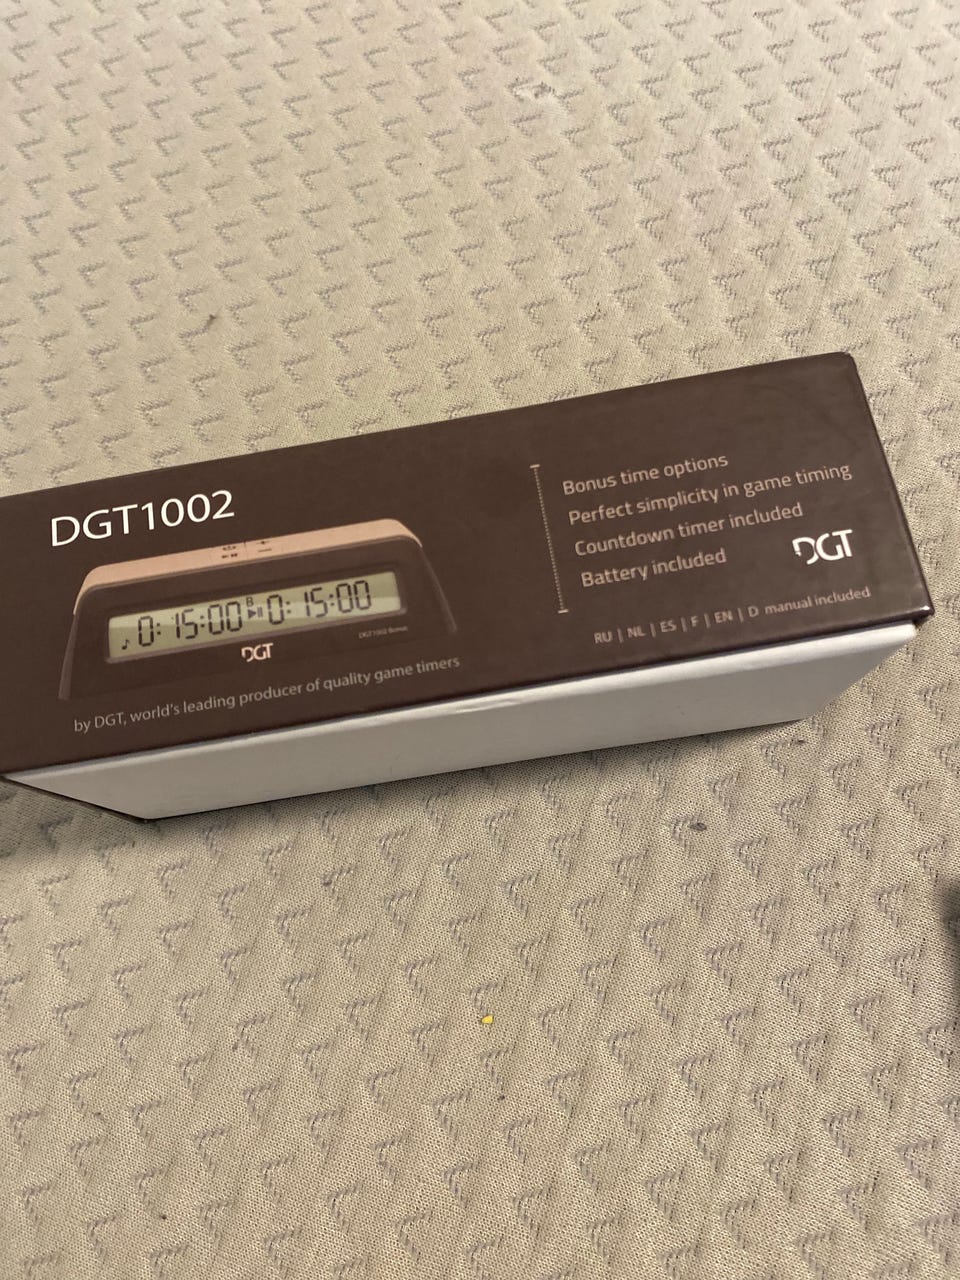 DGT1002
♪ 0:15:00 B ⏯ 0:15:00
DGT1002 Bonus
DGT
by DGT, world's leading producer of quality game timers
Bonus time options
Perfect simplicity in game timing
Countdown timer included
Battery included
DGT
RU | NL | ES | F | EN | D manual included